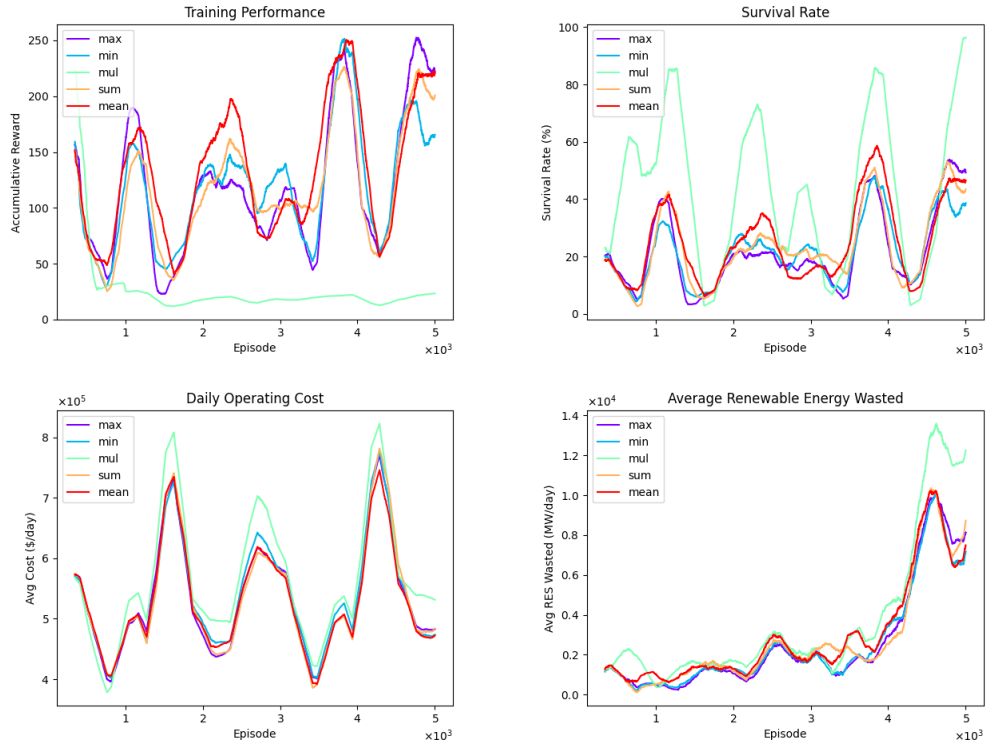 Training Performance
250
200
150
100
50
0
Accumulative Reward
max
min
mul
sum
mean
1
2
3
4
5
Episode
×10³
Survival Rate
100
80
60
40
20
0
Survival Rate (%)
max
min
mul
sum
mean
1
2
3
4
5
Episode
×10³
Daily Operating Cost
×10⁵
8
7
6
5
4
Avg Cost ($/day)
max
min
mul
sum
mean
1
2
3
4
5
Episode
×10³
Average Renewable Energy Wasted
×10⁴
1.4
1.2
1.0
0.8
0.6
0.4
0.2
0.0
Avg RES Wasted (MW/day)
max
min
mul
sum
mean
1
2
3
4
5
Episode
×10³